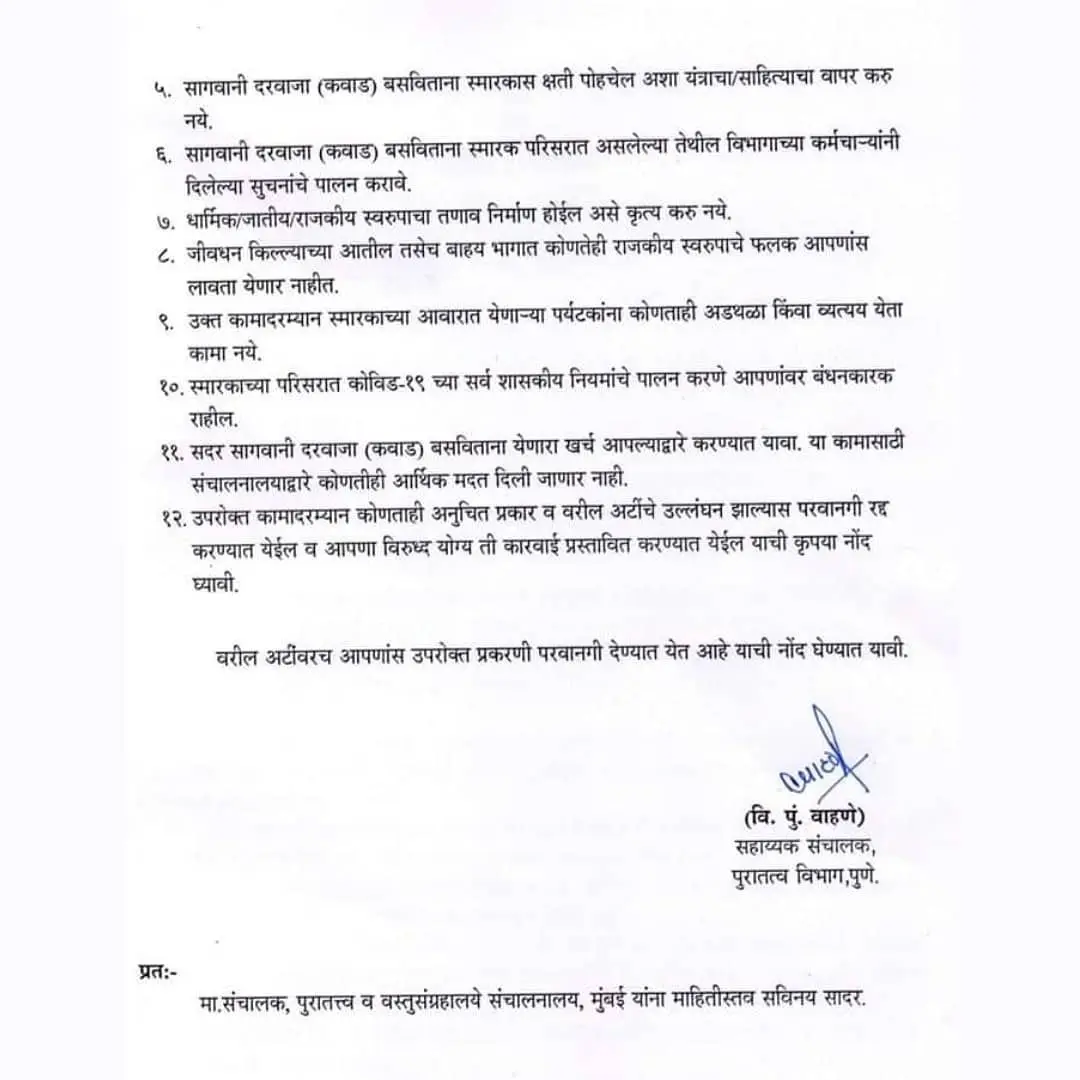 ५. सागवानी दरवाजा (कवाड) बसविताना स्मारकास क्षती पोहचेल अशा यंत्राचा/साहित्याचा वापर करु
नये.
६. सागवानी दरवाजा (कवाड) बसविताना स्मारक परिसरात असलेल्या तेथील विभागाच्या कर्मचाऱ्यांनी
दिलेल्या सुचनांचे पालन करावे.
७. धार्मिक/जातीय/राजकीय स्वरुपाचा तणाव निर्माण होईल असे कृत्य करु नये.
८. जीवधन किल्ल्याच्या आतील तसेच बाहय भागात कोणतेही राजकीय स्वरुपाचे फलक आपणांस
लावता येणार नाहीत.
९. उक्त कामादरम्यान स्मारकाच्या आवारात येणाऱ्या पर्यटकांना कोणताही अडथळा किंवा व्यत्यय येता
कामा नये.
१०. स्मारकाच्या परिसरात कोविड-१९ च्या सर्व शासकीय नियमांचे पालन करणे आपणांवर बंधनकारक
राहील.
११. सदर सागवानी दरवाजा (कवाड) बसविताना येणारा खर्च आपल्याद्वारे करण्यात यावा. या कामासाठी
संचालनालयाद्वारे कोणतीही आर्थिक मदत दिली जाणार नाही.
१२. उपरोक्त कामादरम्यान कोणताही अनुचित प्रकार व वरील अर्टीचे उल्लंघन झाल्यास परवानगी रद्द
करण्यात येईल व आपणा विरुध्द योग्य ती कारवाई प्रस्तावित करण्यात येईल याची कृपया नोंद
घ्यावी.
वरील अटींवरच आपणांस उपरोक्त प्रकरणी परवानगी देण्यात येत आहे याची नोंद घेण्यात यावी.
(वि. पुं. वाहणे)
सहाय्यक संचालक,
पुरातत्व विभाग,पुणे.
प्रत:-
मा.संचालक, पुरातत्त्व व वस्तुसंग्रहालये संचालनालय, मुंबई यांना माहितीस्तव सविनय सादर.